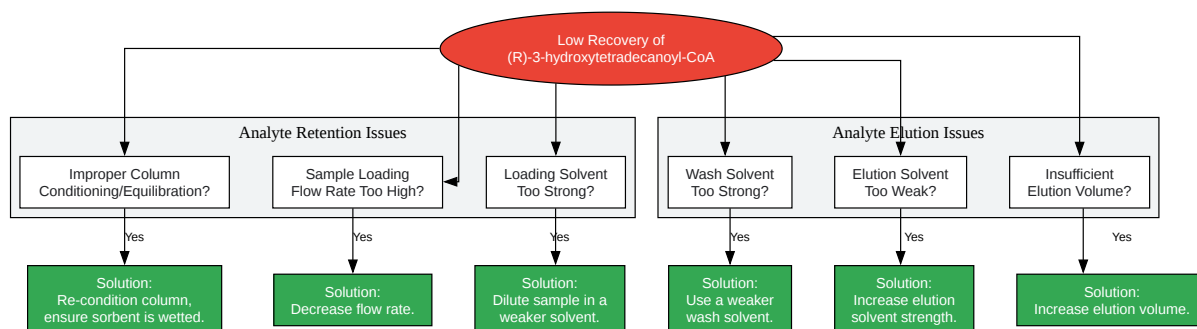 Low Recovery of
(R)-3-hydroxytetradecanoyl-CoA
Analyte Retention Issues
Analyte Elution Issues
Improper Column
Conditioning/Equilibration?
Sample Loading
Flow Rate Too High?
Loading Solvent
Too Strong?
Wash Solvent
Too Strong?
Elution Solvent
Too Weak?
Insufficient
Elution Volume?
Yes
Yes
Yes
Yes
Yes
Yes
Solution:
Re-condition column,
ensure sorbent is wetted.
Solution:
Decrease flow rate.
Solution:
Dilute sample in a
weaker solvent.
Solution:
Use a weaker
wash solvent.
Solution:
Increase elution
solvent strength.
Solution:
Increase elution volume.